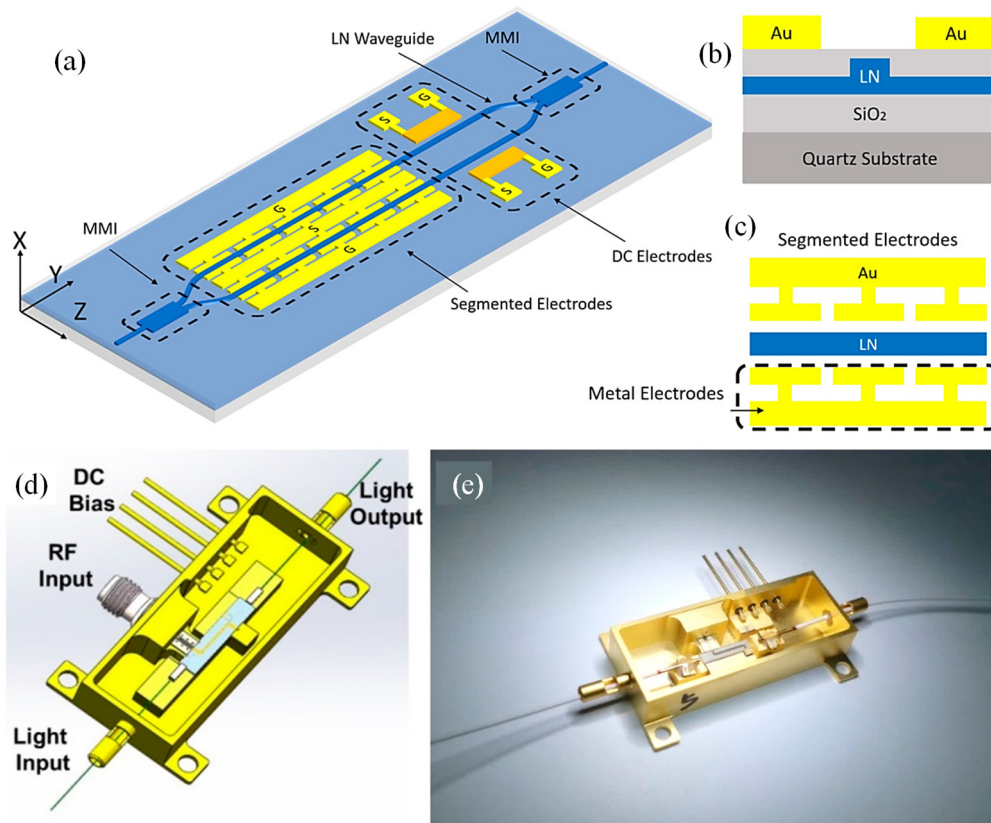 (a)
LN Waveguide
MMI
G
S
S
G
G
S
G
MMI
DC Electrodes
Segmented Electrodes
X
Y
Z
(b)
Au
Au
LN
SiO₂
Quartz Substrate
(c)
Segmented Electrodes
Au
LN
Metal Electrodes
(d)
DC
Bias
Light
Output
RF
Input
Light
Input
(e)